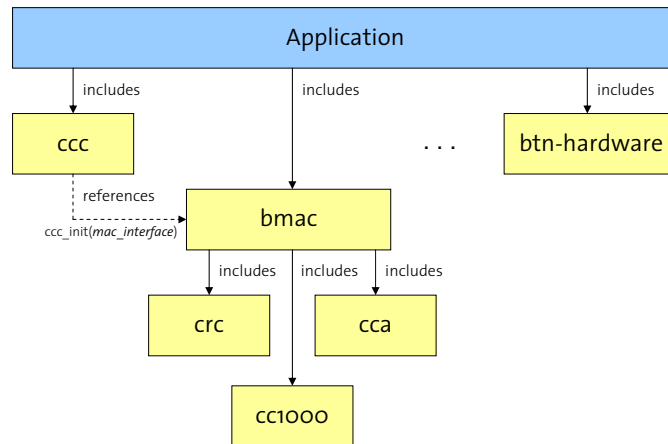 Application
includes
includes
includes
ccc
. . .
btn-hardware
references
ccc_init(mac_interface)
bmac
includes
includes
includes
crc
cca
cc1000